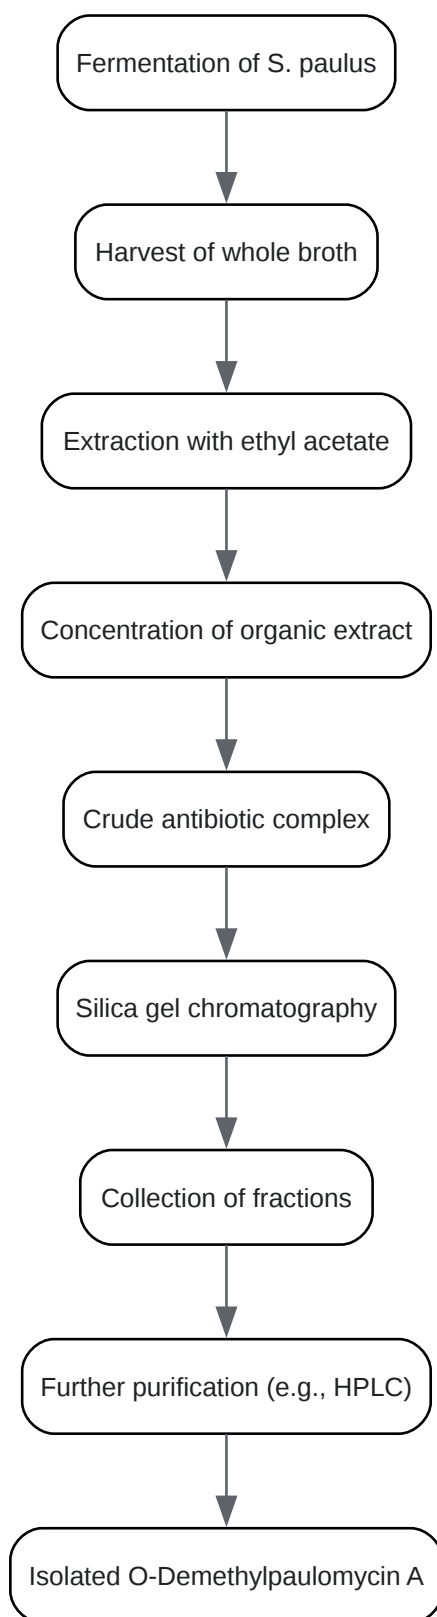 Fermentation of S. paulus
Harvest of whole broth
Extraction with ethyl acetate
Concentration of organic extract
Crude antibiotic complex
Silica gel chromatography
Collection of fractions
Further purification (e.g., HPLC)
Isolated O-Demethylpaulomycin A